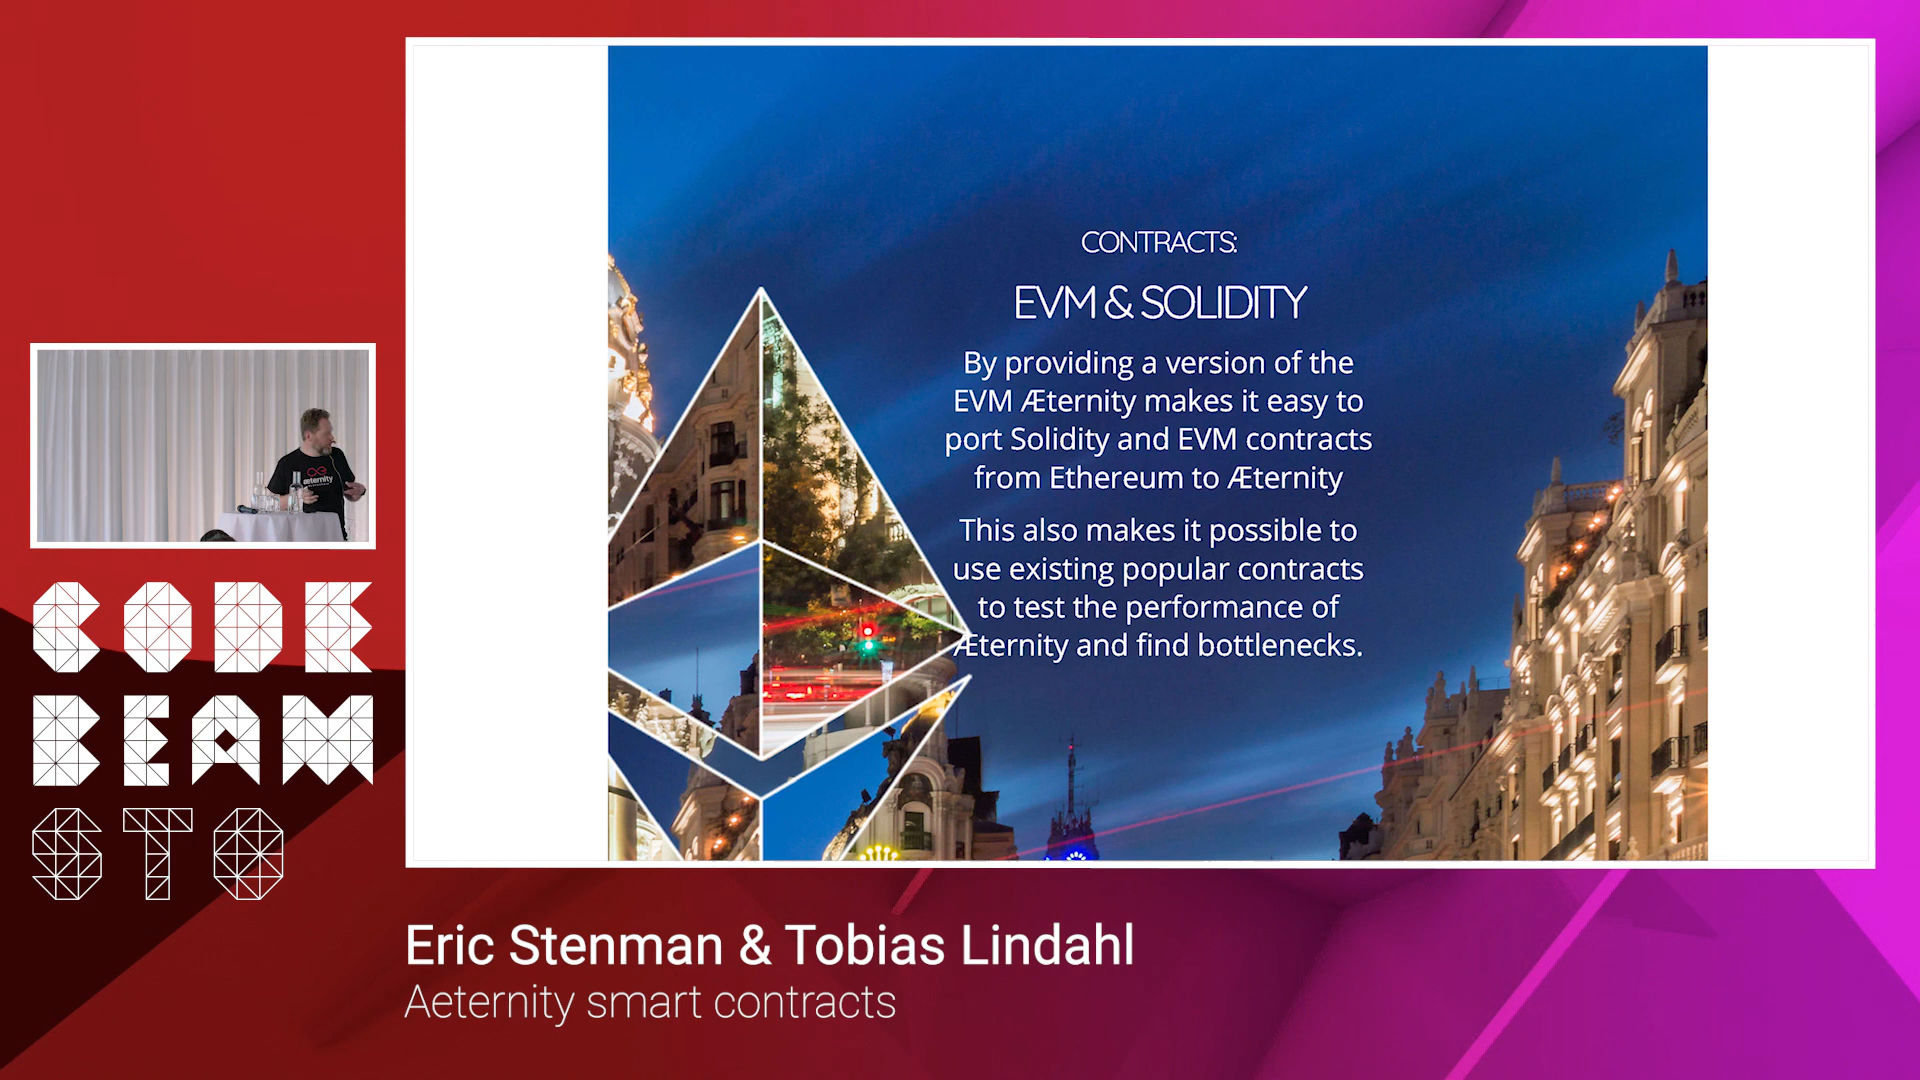 CONTRACTS:
EVM & SOLIDITY
By providing a version of the
EVM Æternity makes it easy to
port Solidity and EVM contracts
from Ethereum to Æternity
This also makes it possible to
use existing popular contracts
to test the performance of
Æternity and find bottlenecks.
æternity
CODE
BEAM
STO
Eric Stenman & Tobias Lindahl
Aeternity smart contracts